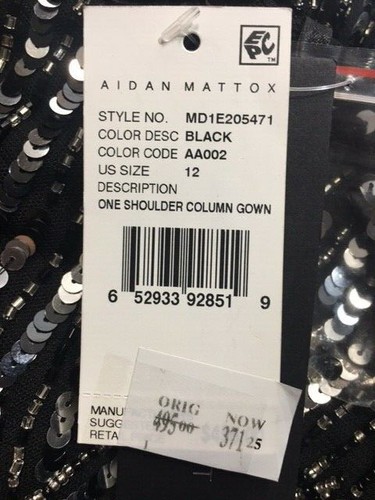 EPC TM
AIDAN MATTOX
STYLE NO. MD1E205471
COLOR DESC BLACK
COLOR CODE AA002
US SIZE 12
DESCRIPTION
ONE SHOULDER COLUMN GOWN
6 52933 92851 9
MANU
SUGG
RETA
ORIG NOW
495.00 371.25